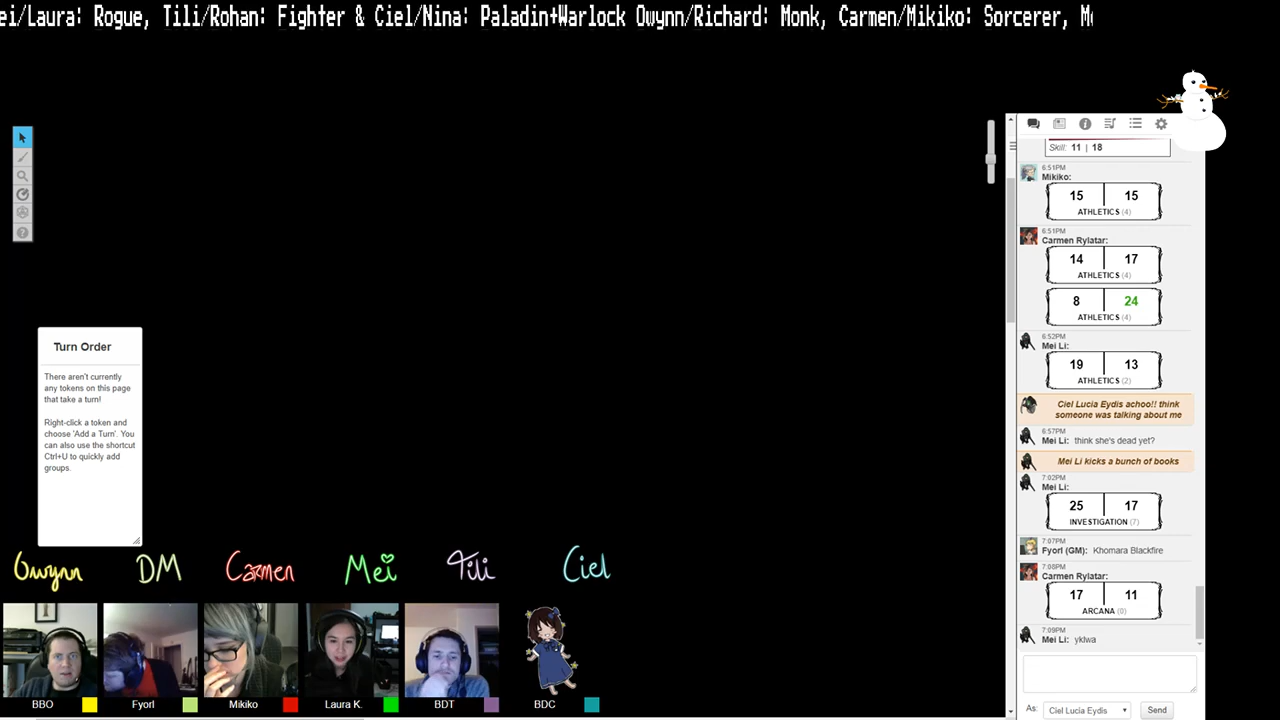 ei/Laura: Rogue, Tili/Rohan: Fighter & Ciel/Nina: Paladin+Warlock Owynn/Richard: Monk, Carmen/Mikiko: Sorcerer, M
Skill: 11 | 18
6:51PM
Mikiko:
15 15
ATHLETICS (4)
6:51PM
Carmen Rylatar:
14 17
ATHLETICS (4)
8 24
ATHLETICS (4)
6:52PM
Mei Li:
19 13
ATHLETICS (2)
Ciel Lucia Eydis achoo!! think
someone was talking about me
6:57PM
Mei Li: think she's dead yet?
Mei Li kicks a bunch of books
7:02PM
Mei Li:
25 17
INVESTIGATION (7)
7:07PM
Fyorl (GM): Khomara Blackfire
7:08PM
Carmen Rylatar:
17 11
ARCANA (0)
7:09PM
Mei Li: yklwa
As: Ciel Lucia Eydis Send
Turn Order
There aren't currently
any tokens on this page
that take a turn!
Right-click a token and
choose 'Add a Turn'. You
can also use the shortcut
Ctrl+U to quickly add
groups.
Owynn DM Carmen Mei Tili Ciel
BBO Fyorl Mikiko Laura K. BDT BDC